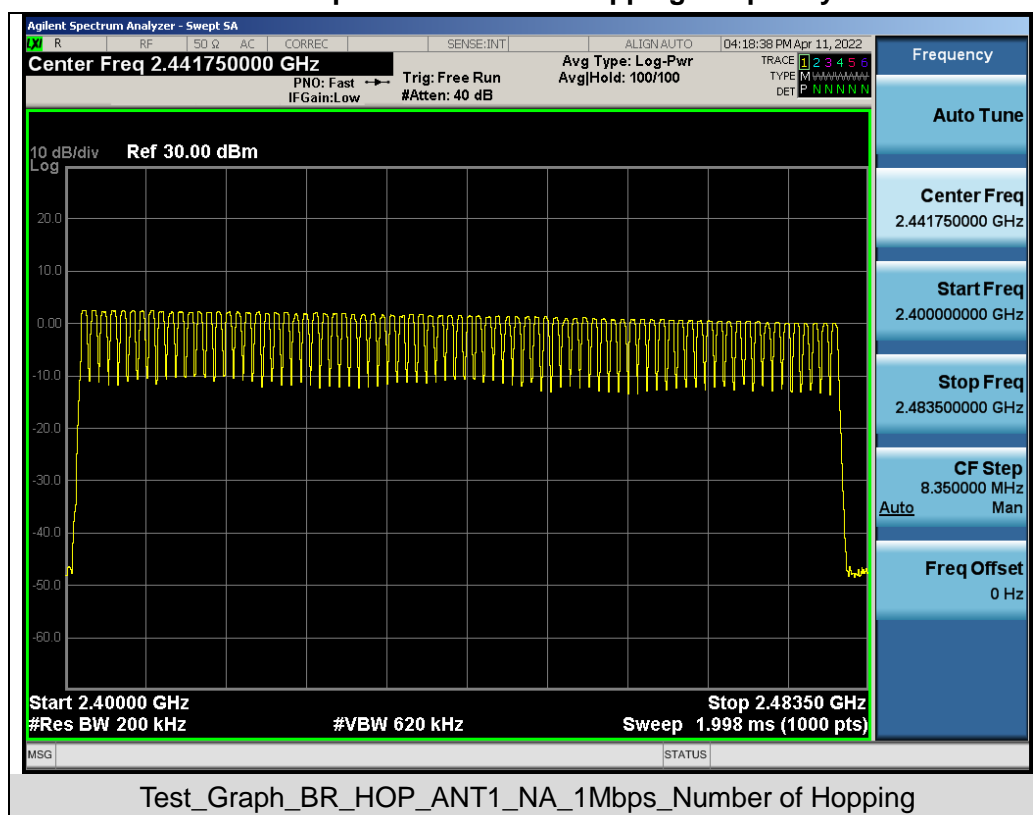 Agilent Spectrum Analyzer - Swept SA
LXI R RF 50 Ω AC CORREC SENSE:INT ALIGN AUTO 04:18:38 PM Apr 11, 2022
Center Freq 2.441750000 GHz
PNO: Fast
IFGain:Low
Trig: Free Run
#Atten: 40 dB
Avg Type: Log-Pwr
Avg|Hold: 100/100
TRACE 1 2 3 4 5 6
TYPE M
DET P N N N N N
10 dB/div Ref 30.00 dBm
Log
20.0
10.0
0.00
-10.0
-20.0
-30.0
-40.0
-50.0
-60.0
Start 2.40000 GHz Stop 2.48350 GHz
#Res BW 200 kHz #VBW 620 kHz Sweep 1.998 ms (1000 pts)
MSG STATUS
Frequency
Auto Tune
Center Freq
2.441750000 GHz
Start Freq
2.400000000 GHz
Stop Freq
2.483500000 GHz
CF Step
8.350000 MHz
Auto Man
Freq Offset
0 Hz
Test_Graph_BR_HOP_ANT1_NA_1Mbps_Number of Hopping